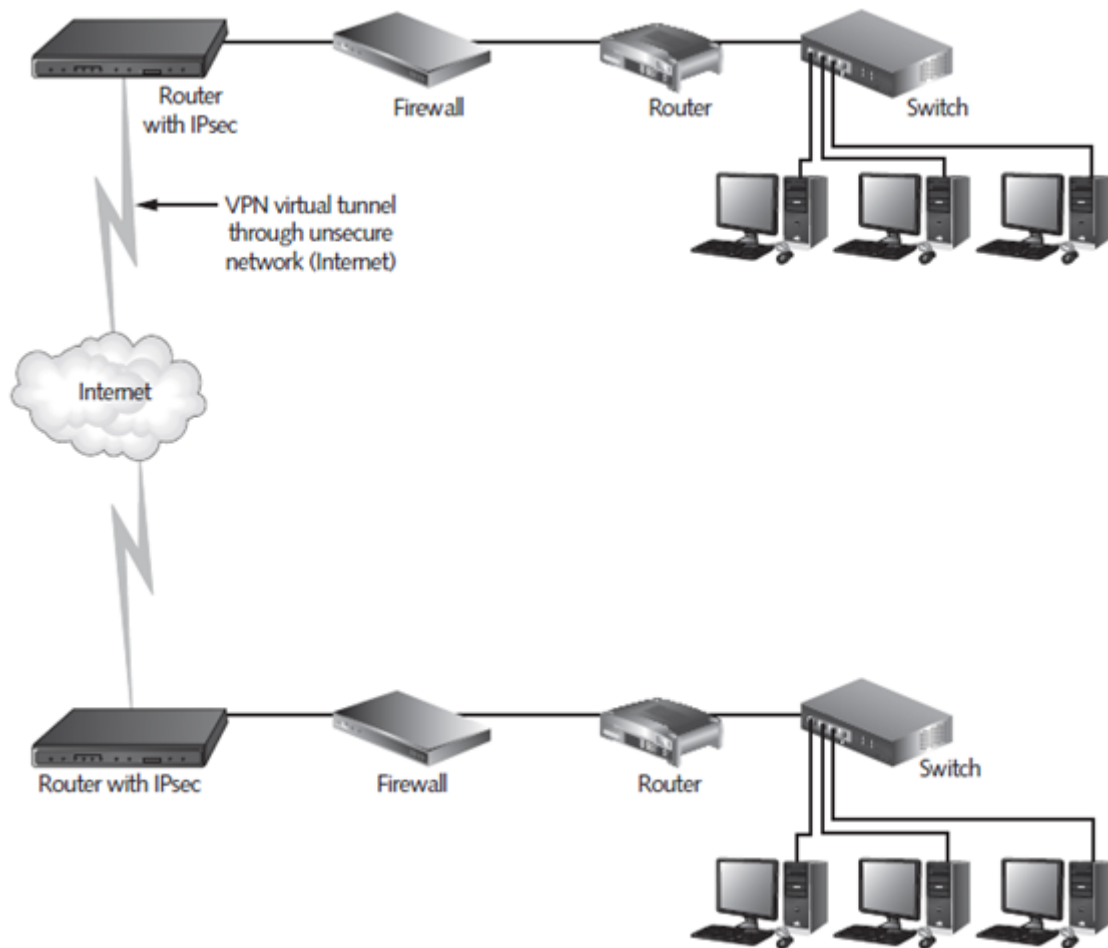 Router
with IPsec
Firewall
Router
Switch
VPN virtual tunnel
through unsecure
network (Internet)
Internet
Router with IPsec
Firewall
Router
Switch